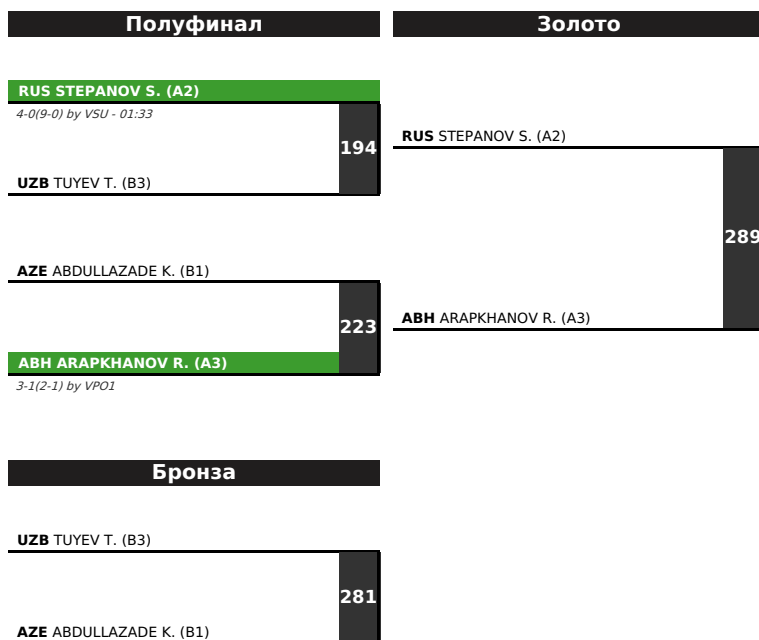 Полуфинал
RUS STEPANOV S. (A2)
4-0(9-0) by VSU - 01:33
194
UZB TUYEV T. (B3)
AZE ABDULLAZADE K. (B1)
223
ABH ARAPKHANOV R. (A3)
3-1(2-1) by VPO1
Золото
RUS STEPANOV S. (A2)
289
ABH ARAPKHANOV R. (A3)
Бронза
UZB TUYEV T. (B3)
281
AZE ABDULLAZADE K. (B1)